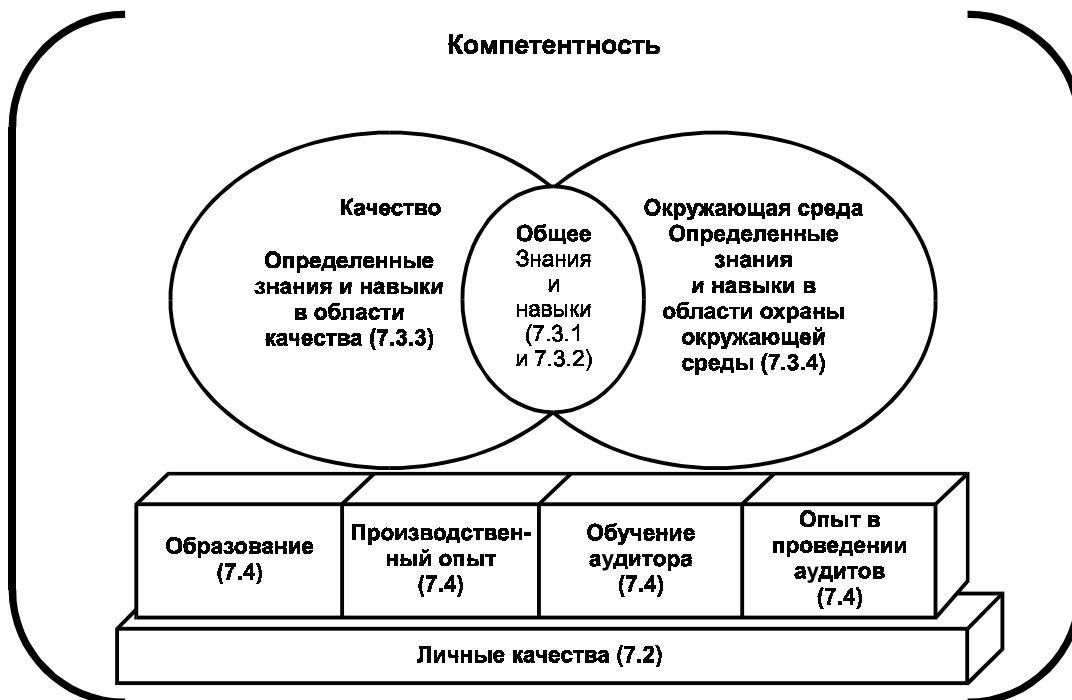 Компетентность
Качество
Определенные
знания и навыки
в области
качества (7.3.3)
Общее
Знания
и
навыки
(7.3.1
и 7.3.2)
Окружающая среда
Определенные
знания
и навыки в
области охраны
окружающей
среды (7.3.4)
Образование
(7.4)
Производствен-
ный опыт
(7.4)
Обучение
аудитора
(7.4)
Опыт в
проведении
аудитов
(7.4)
Личные качества (7.2)